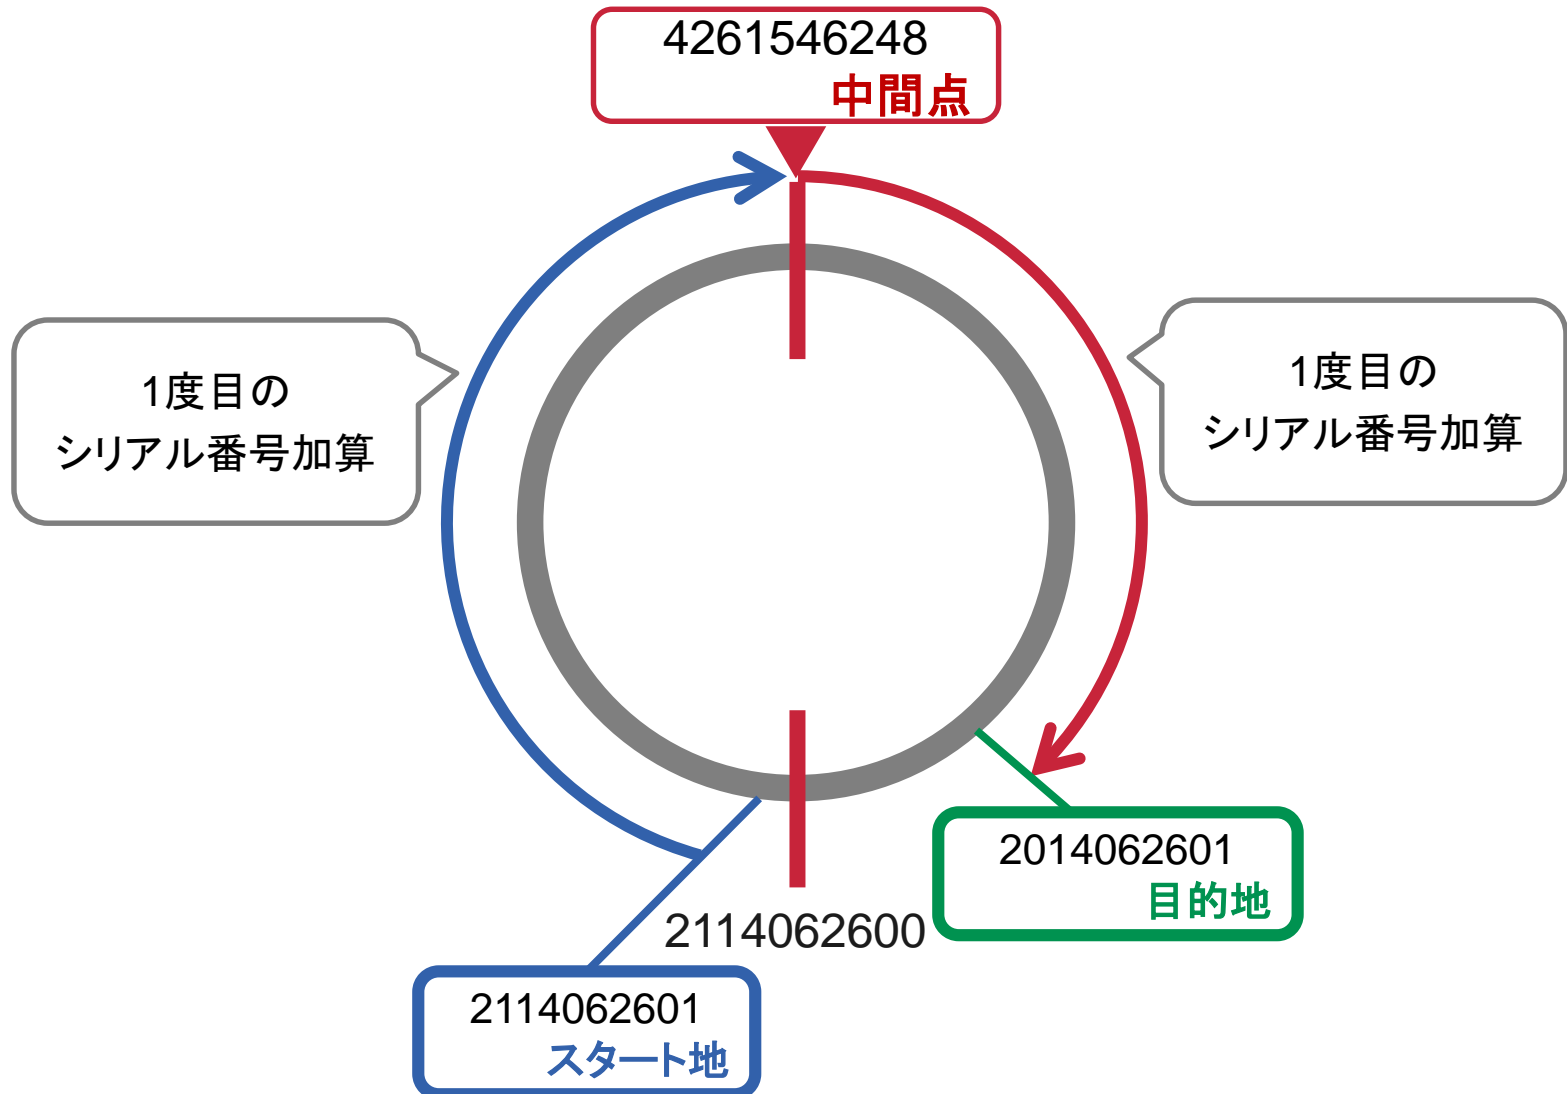 4261546248
中間点
1度目の
シリアル番号加算
1度目の
シリアル番号加算
2014062601
目的地
2114062600
2114062601
スタート地